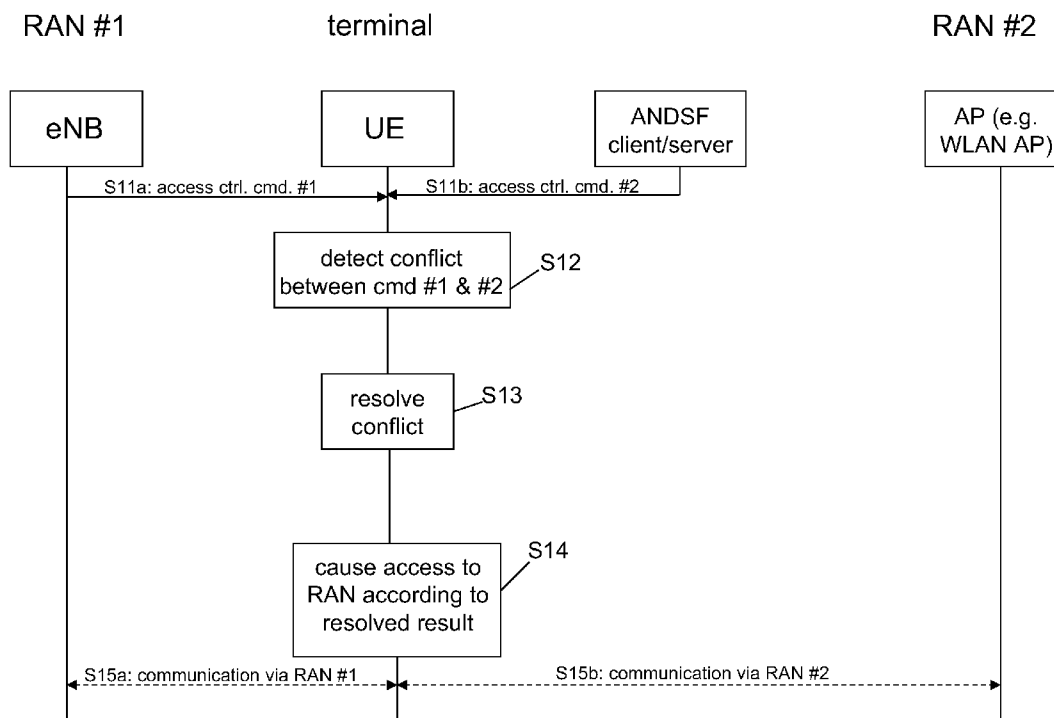 RAN #1
terminal
RAN #2
eNB
UE
ANDSF
client/server
AP (e.g.
WLAN AP)
S11a: access ctrl. cmd. #1
S11b: access ctrl. cmd. #2
detect conflict
between cmd #1 & #2
S12
resolve
conflict
S13
cause access to
RAN according to
resolved result
S14
S15a: communication via RAN #1
S15b: communication via RAN #2